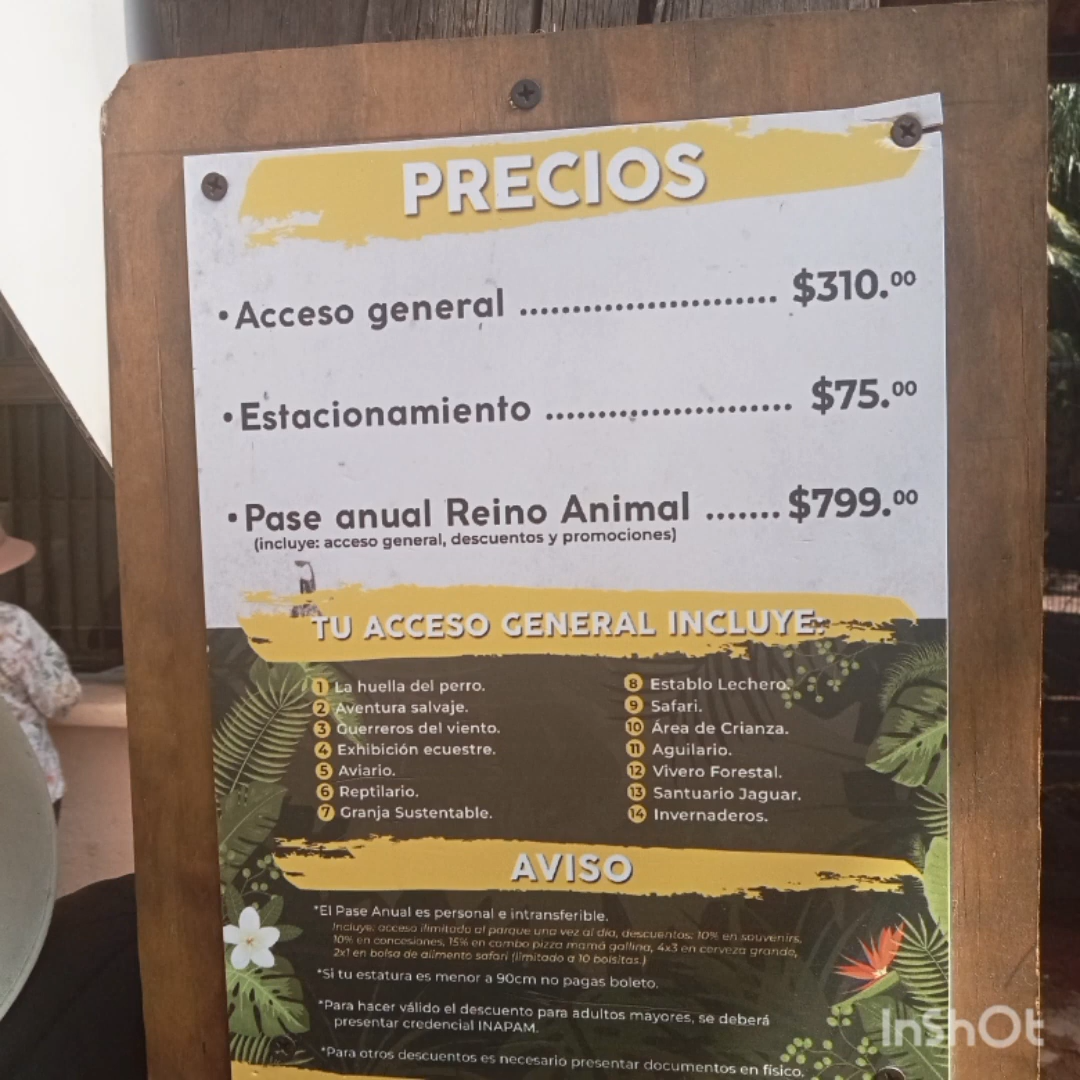 PRECIOS
•Acceso general ........................ $310.00
•Estacionamiento ....................... $75.00
•Pase anual Reino Animal ....... $799.00
(incluye: acceso general, descuentos y promociones)
TU ACCESO GENERAL INCLUYE:
1 La huella del perro.
2 Aventura salvaje.
3 Guerreros del viento.
4 Exhibición ecuestre.
5 Aviario.
6 Reptilario.
7 Granja Sustentable.
8 Establo Lechero.
9 Safari.
10 Área de Crianza.
11 Aguilario.
12 Vivero Forestal.
13 Santuario Jaguar.
14 Invernaderos.
AVISO
*El Pase Anual es personal e intransferible.
Incluye: acceso ilimitado al parque una vez al día, descuentos: 10% en souvenirs,
10% en concesiones, 15% en combo pizza mamá gallina, 4x3 en cerveza grande,
2x1 en bolsa de alimento safari (limitado a 10 bolsitas.)
*Si tu estatura es menor a 90cm no pagas boleto.
*Para hacer válido el descuento para adultos mayores, se deberá
presentar credencial INAPAM.
*Para otros descuentos es necesario presentar documentos en físico.
InShOt